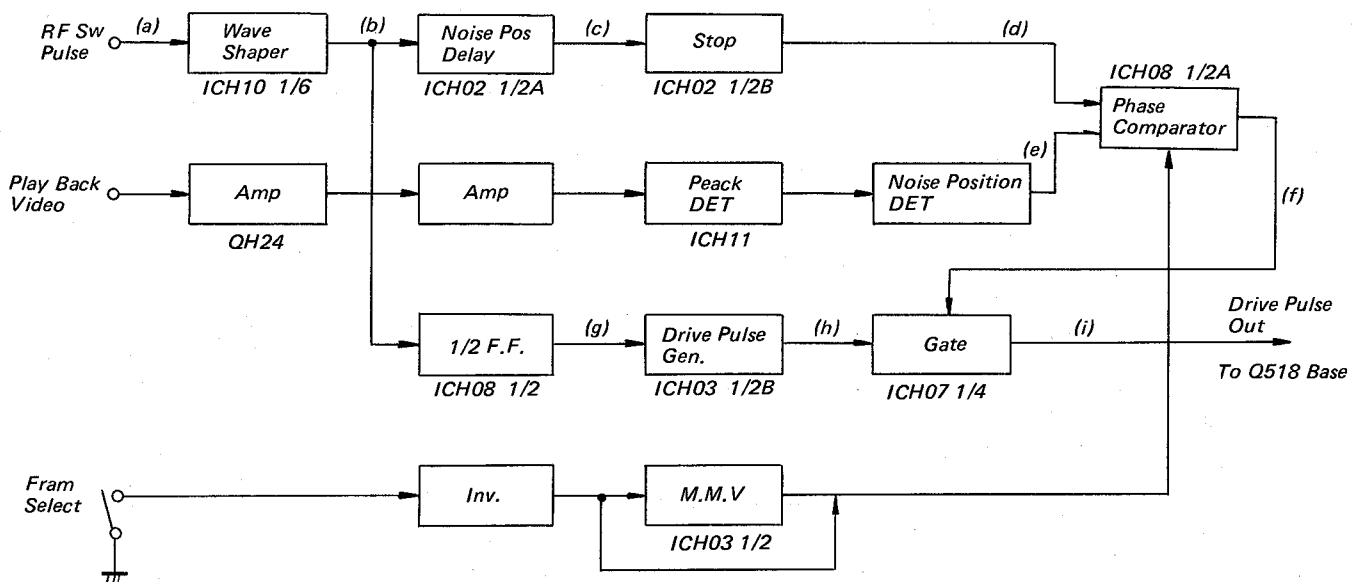 RF Sw
Pulse
(a)
Wave
Shaper
ICH10 1/6
(b)
Noise Pos
Delay
ICH02 1/2A
(c)
Stop
ICH02 1/2B
(d)
ICH08 1/2A
Phase
Comparator
Play Back
Video
Amp
QH24
Amp
Peack
DET
ICH11
Noise Position
DET
(e)
(f)
1/2 F.F.
ICH08 1/2
(g)
Drive Pulse
Gen.
ICH03 1/2B
(h)
Gate
ICH07 1/4
(i)
Drive Pulse
Out
To Q518 Base
Fram
Select
Inv.
M.M.V
ICH03 1/2